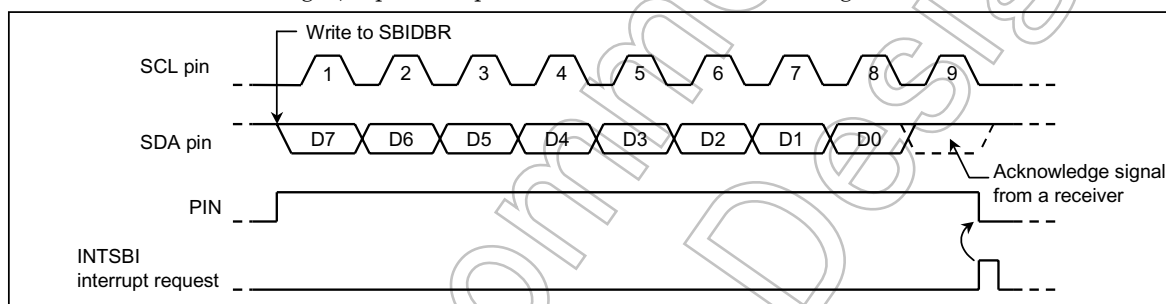 Write to SBIDBR
SCL pin
1 2 3 4 5 6 7 8 9
SDA pin
D7 D6 D5 D4 D3 D2 D1 D0
Acknowledge signal
from a receiver
PIN
INTSBI
interrupt request